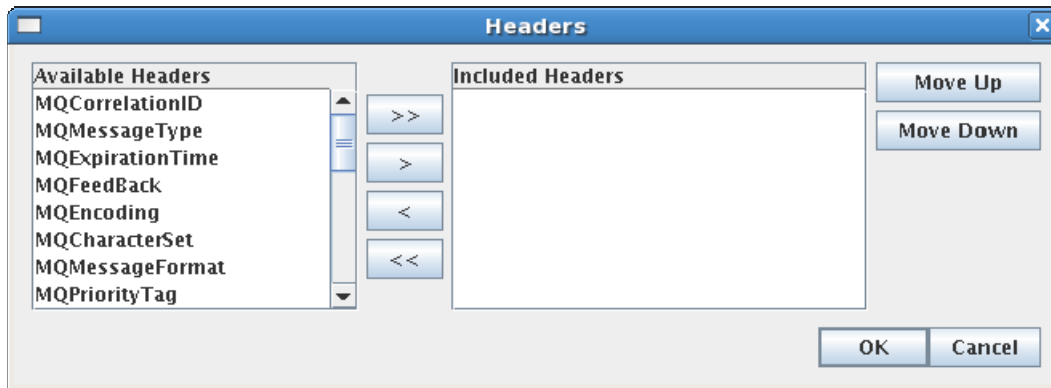 Headers
Available Headers
MQCorrelationID
MQMessageType
MQExpirationTime
MQFeedBack
MQEncoding
MQCharacterSet
MQMessageFormat
MQPriorityTag
>>
>
<
<<
Included Headers
Move Up
Move Down
OK
Cancel